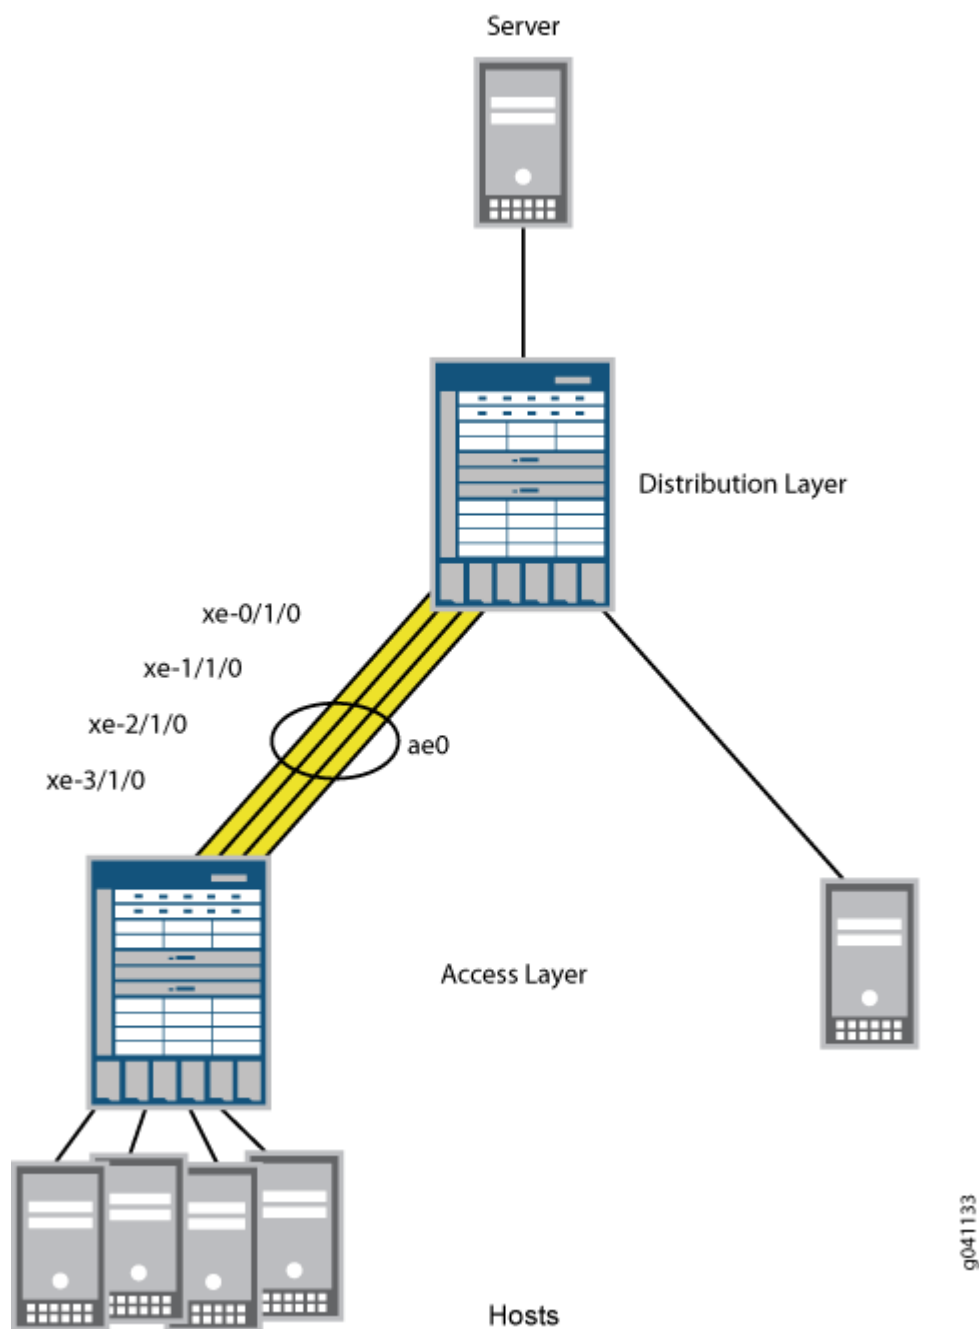 Server
Distribution Layer
xe-0/1/0
xe-1/1/0
xe-2/1/0
ae0
xe-3/1/0
Access Layer
g041133
Hosts